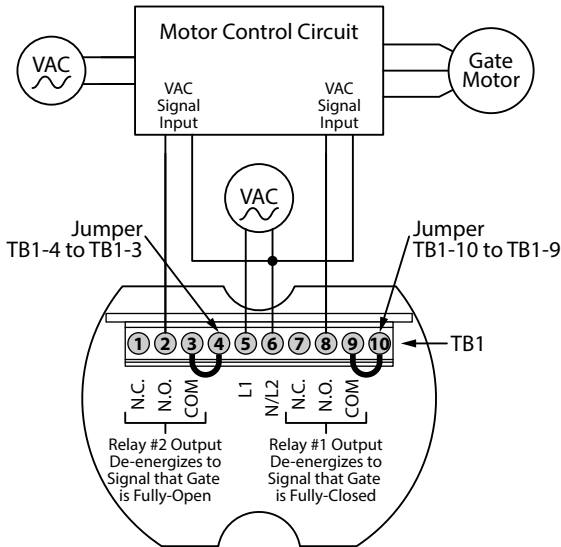 Motor Control Circuit
VAC
Gate
Motor
VAC
Signal
Input
VAC
Signal
Input
VAC
Jumper
TB1-4 to TB1-3
Jumper
TB1-10 to TB1-9
1 2 3 4 5 6 7 8 9 10
TB1
N.C.
N.O.
COM
L1
N/L2
N.C.
N.O.
COM
Relay #2 Output
De-energizes to
Signal that Gate
is Fully-Open
Relay #1 Output
De-energizes to
Signal that Gate
is Fully-Closed